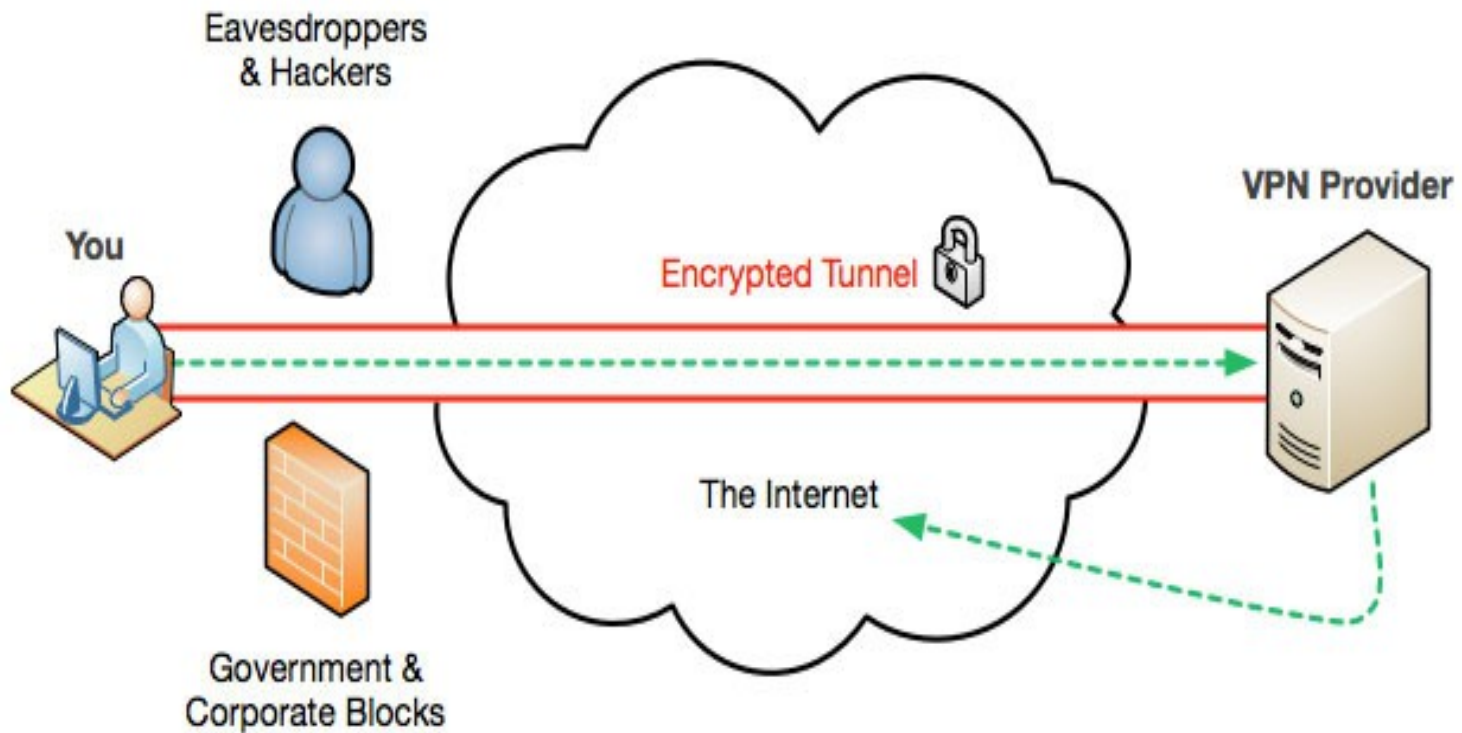 Eavesdroppers
& Hackers
You
VPN Provider
Encrypted Tunnel
The Internet
Government &
Corporate Blocks